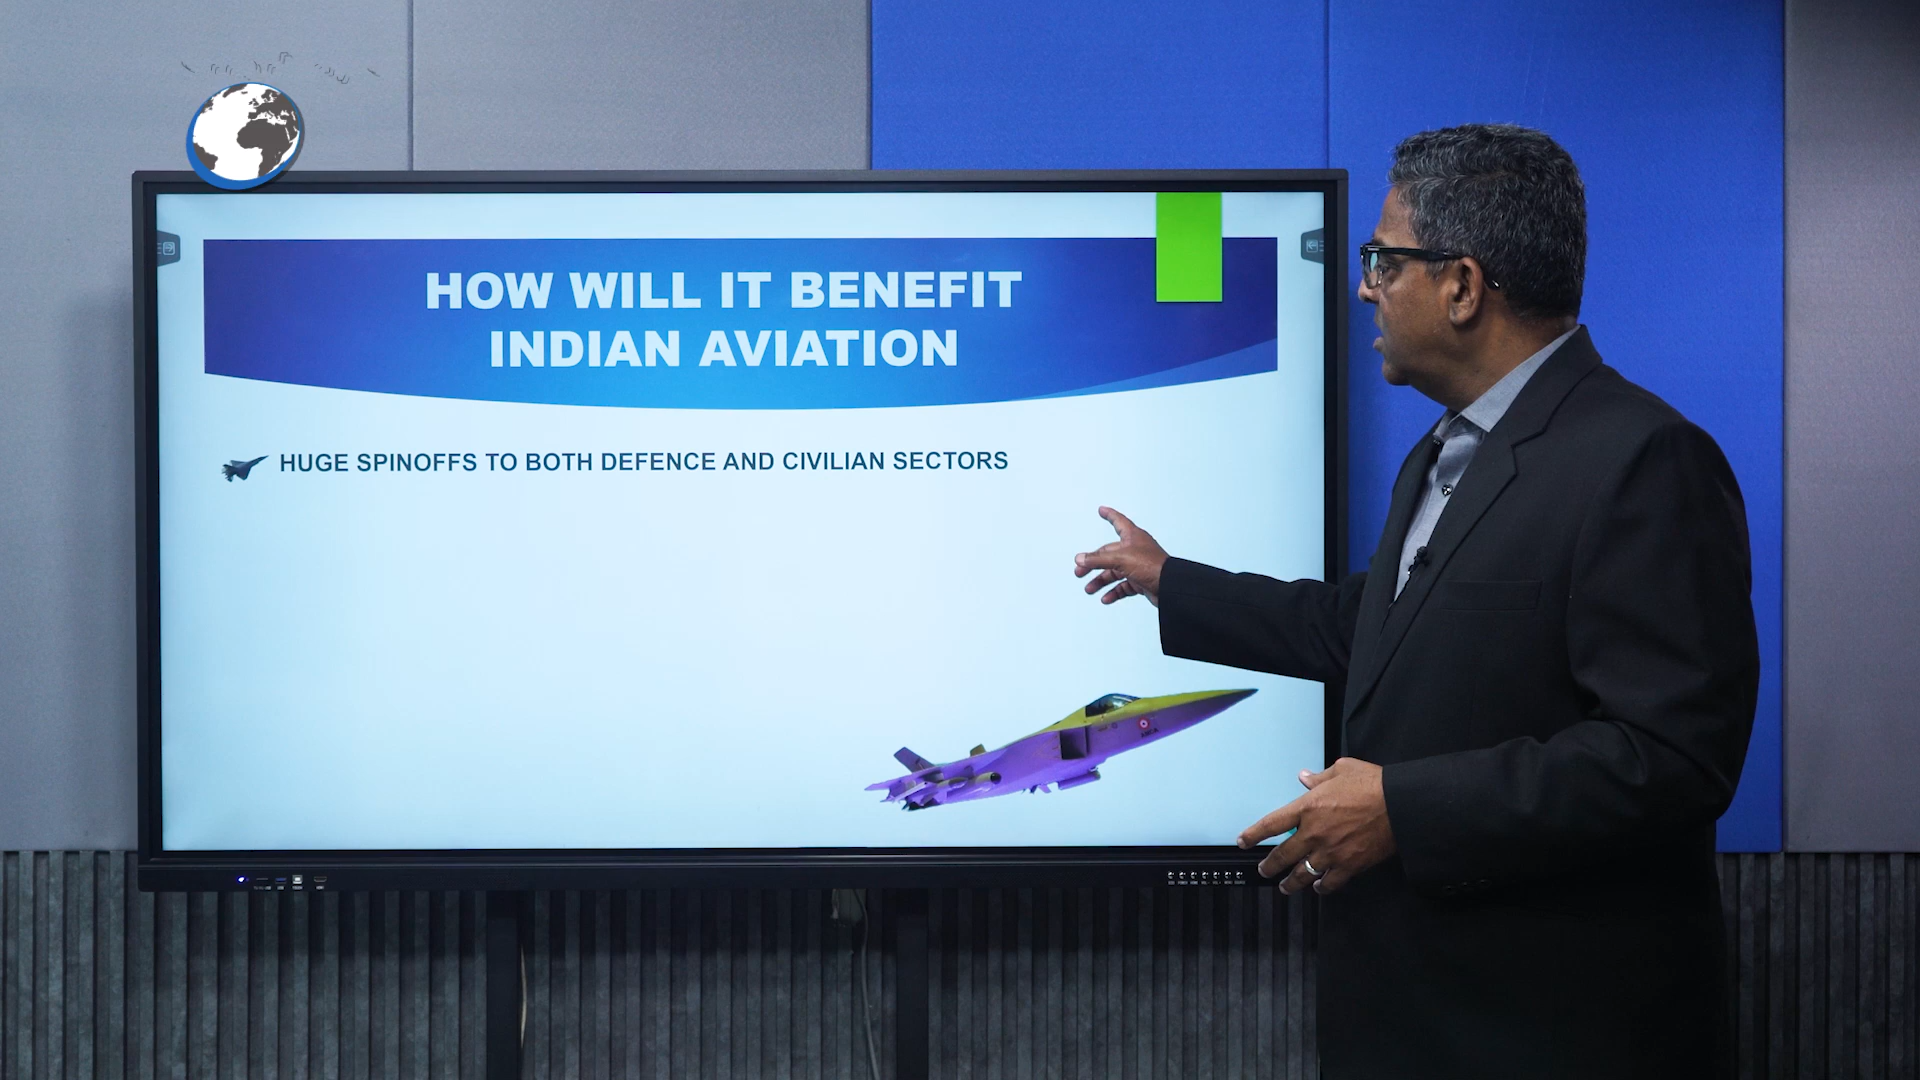 HOW WILL IT BENEFIT
INDIAN AVIATION
HUGE SPINOFFS TO BOTH DEFENCE AND CIVILIAN SECTORS